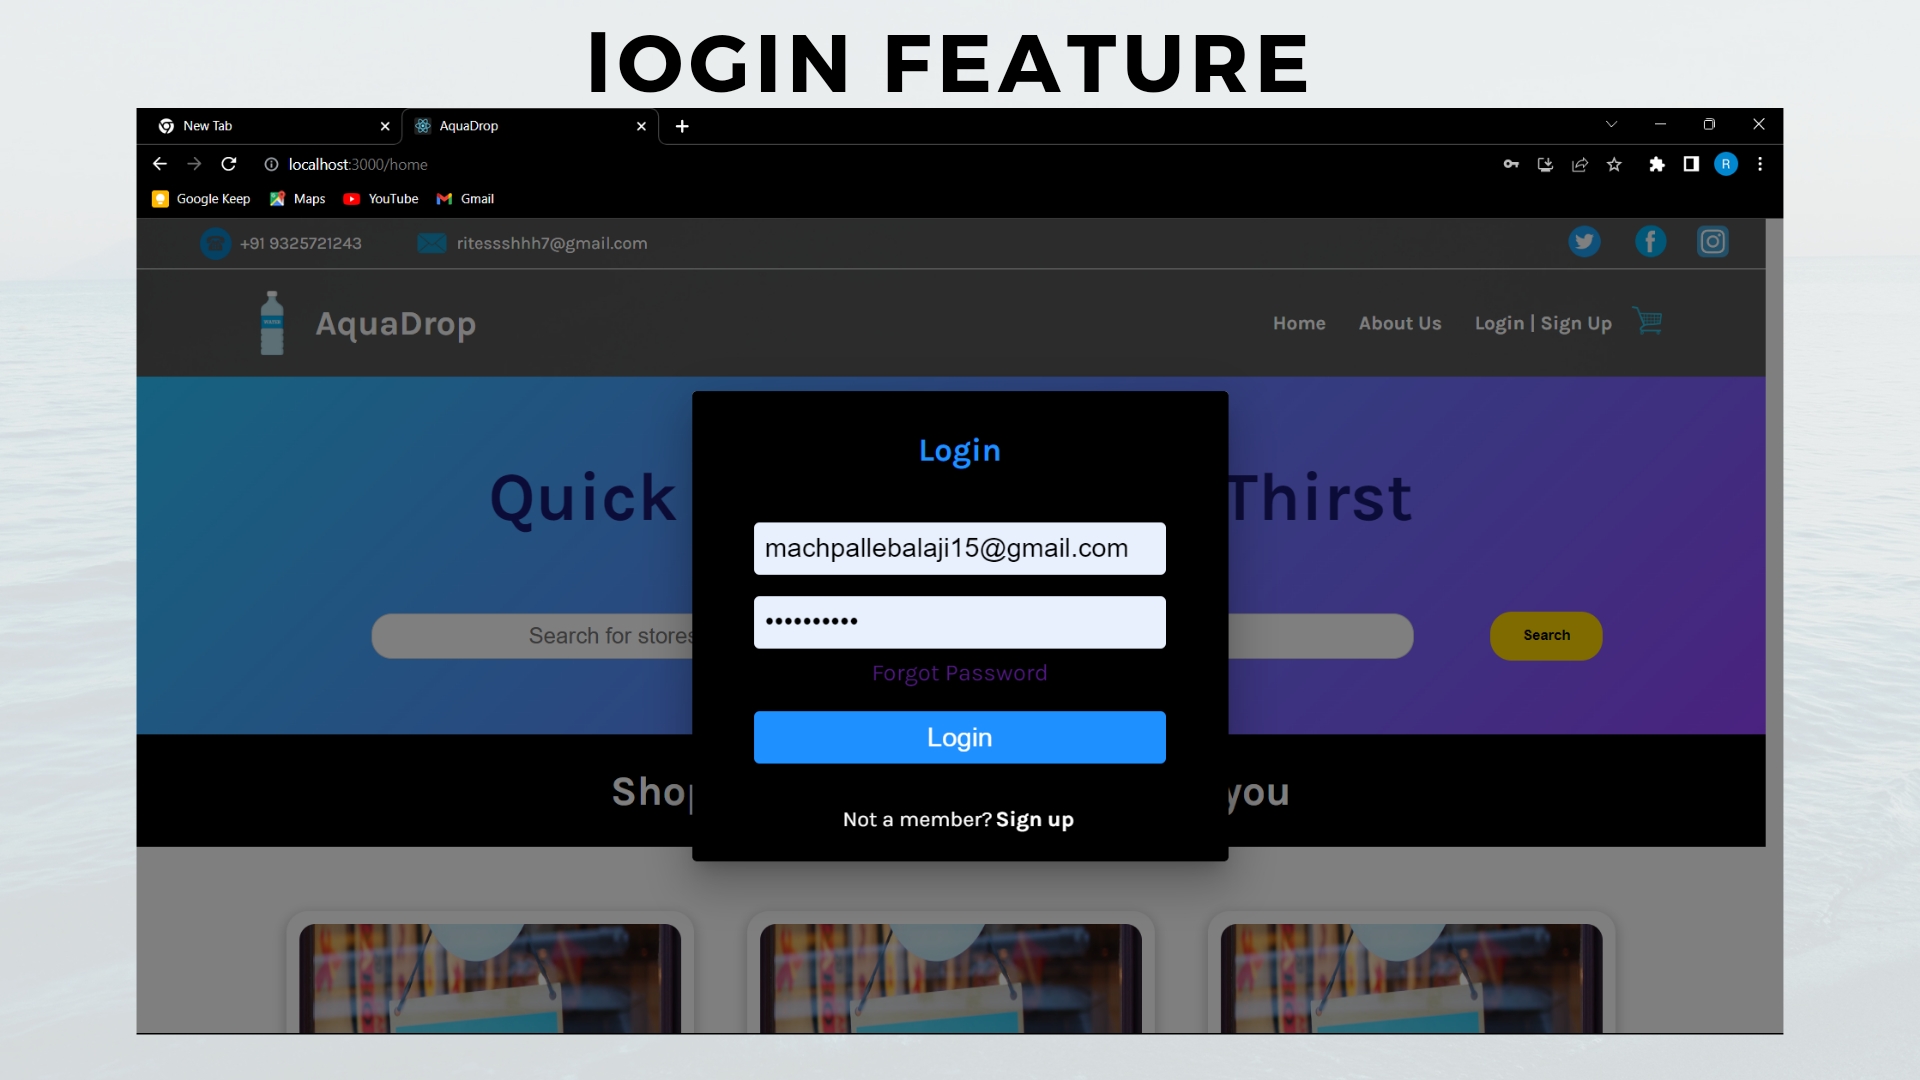 lOGIN FEATURE
New Tab
AquaDrop
localhost:3000/home
R
Google Keep Maps YouTube Gmail
+91 9325721243 ritessshhh7@gmail.com
WATER
AquaDrop
Home About Us Login | Sign Up
Login
Quick Thirst
machpallebalaji15@gmail.com
••••••••••
Search for stores
Search
Forgot Password
Login
Shop you
Not a member? Sign up